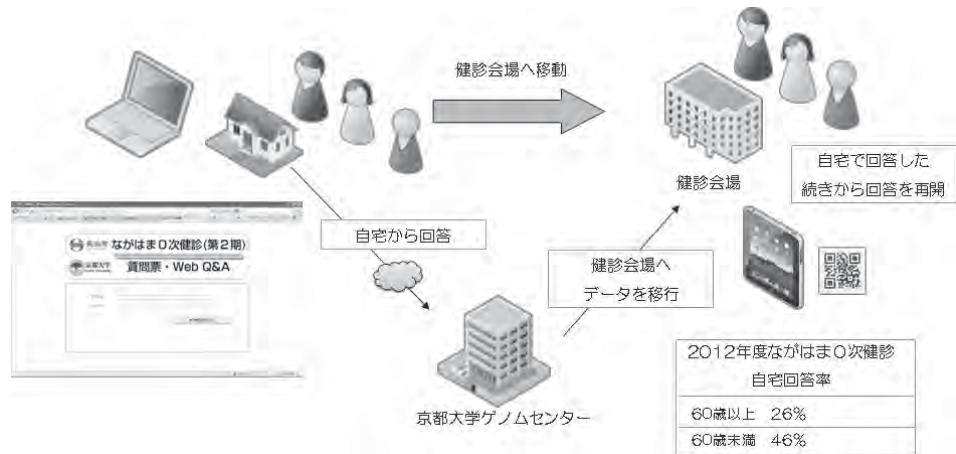 健診会場へ移動
健診会場
自宅で回答した
続きから回答を再開
自宅から回答
ながはま0次健診(第2期)
質問票・Web Q&A
健診会場へ
データを移行
京都大学ゲノムセンター
2012年度ながはま0次健診
自宅回答率
60歳以上 26%
60歳未満 46%